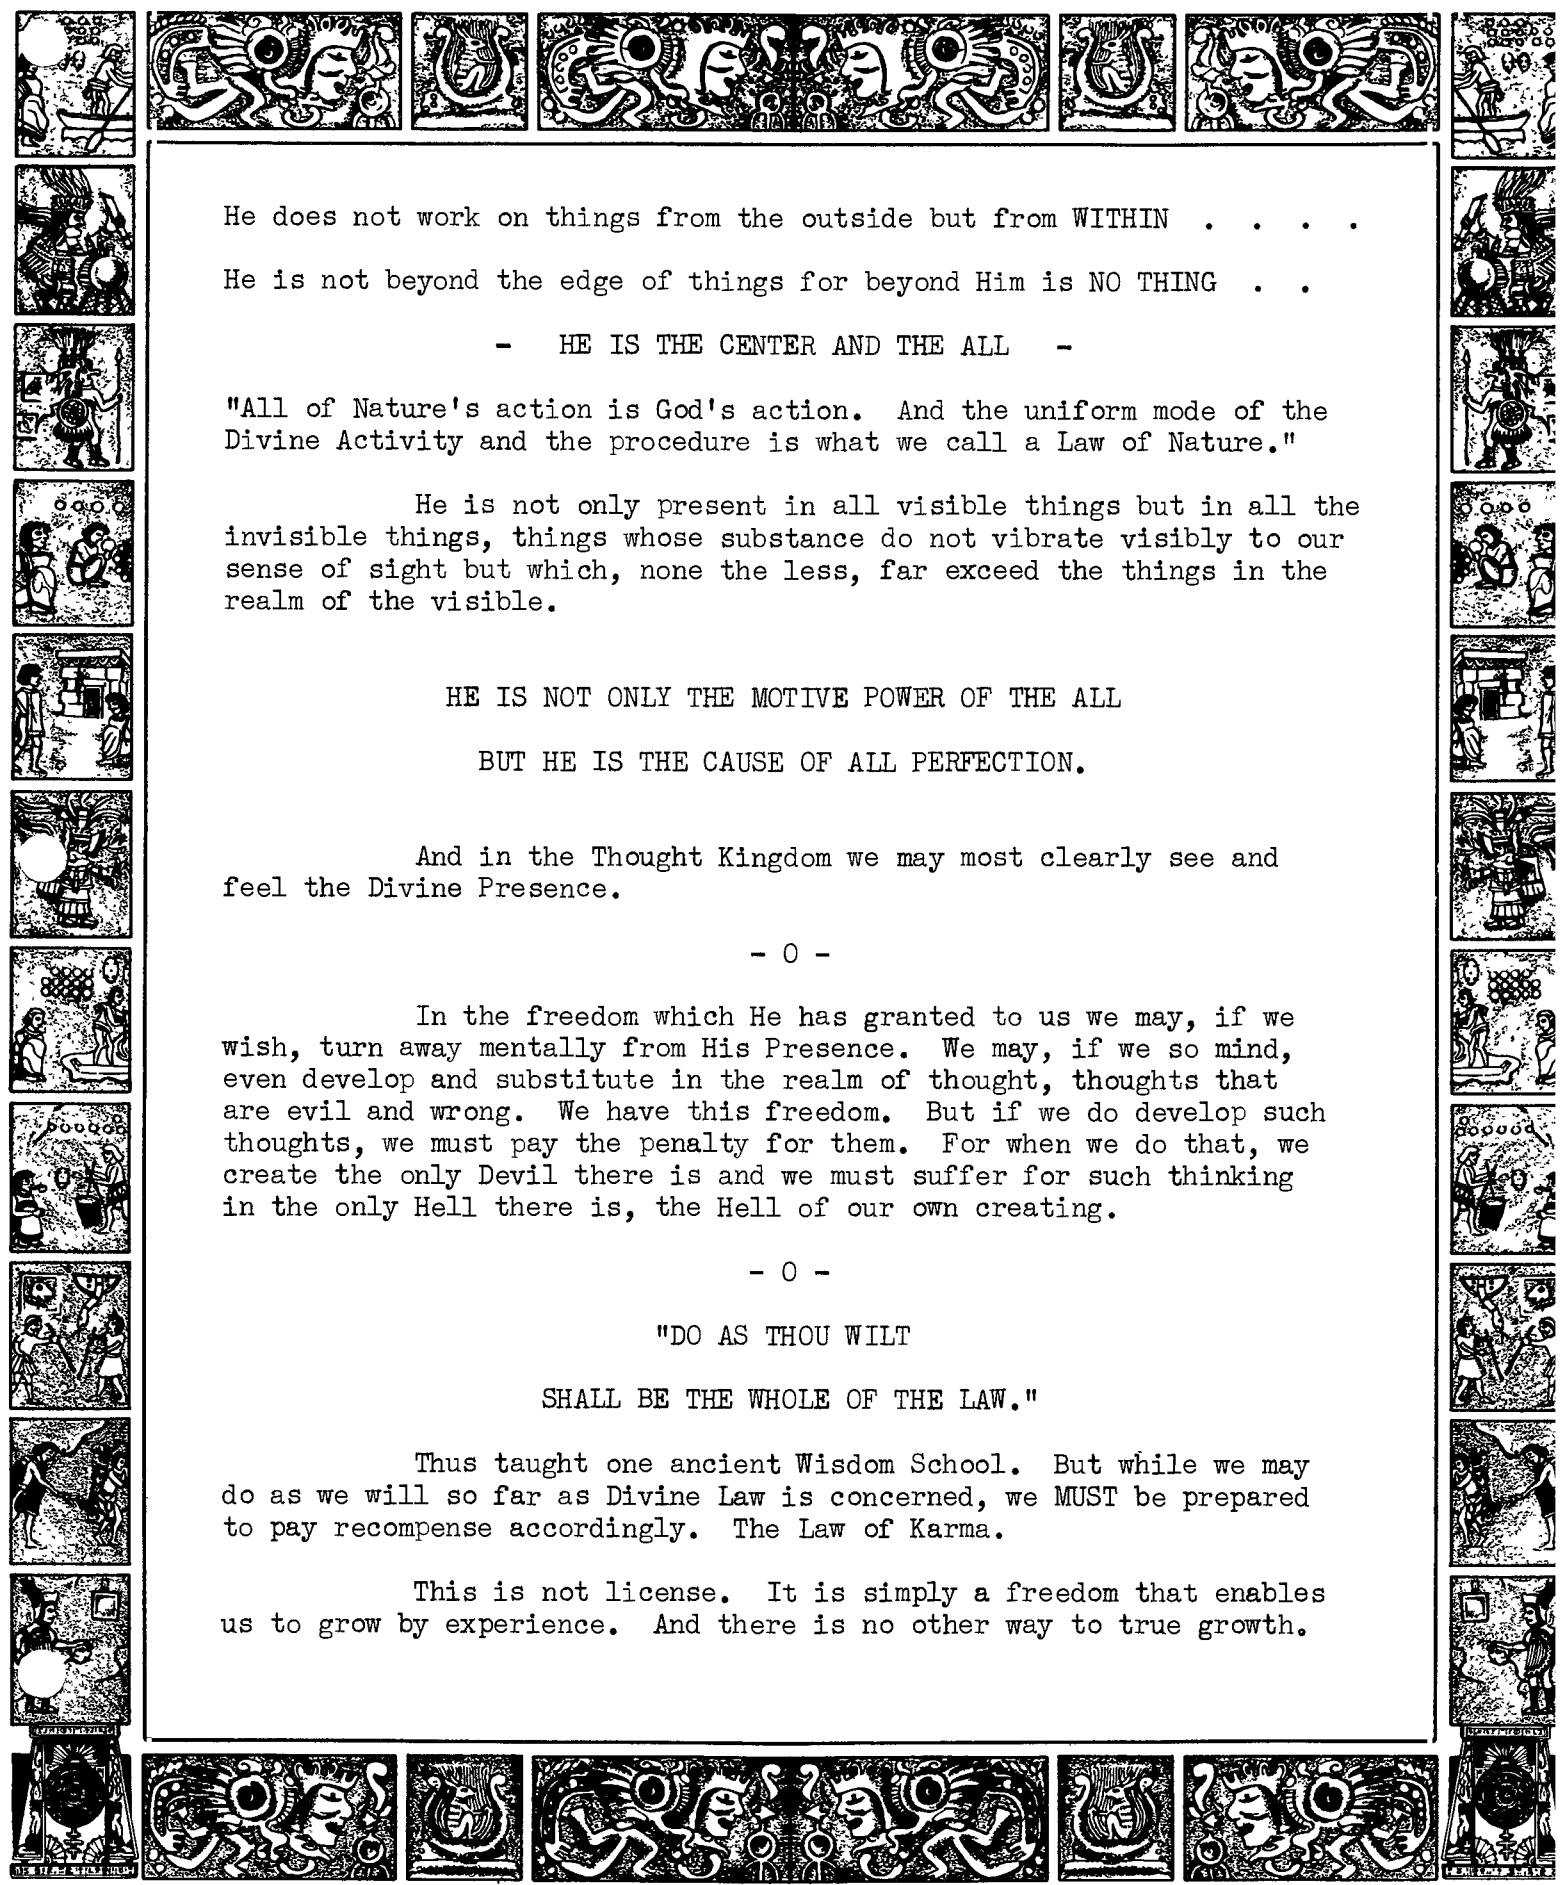 He does not work on things from the outside but from WITHIN . . . .
He is not beyond the edge of things for beyond Him is NO THING . .
- HE IS THE CENTER AND THE ALL -
"All of Nature's action is God's action. And the uniform mode of the
Divine Activity and the procedure is what we call a Law of Nature."
He is not only present in all visible things but in all the
invisible things, things whose substance do not vibrate visibly to our
sense of sight but which, none the less, far exceed the things in the
realm of the visible.
HE IS NOT ONLY THE MOTIVE POWER OF THE ALL
BUT HE IS THE CAUSE OF ALL PERFECTION.
And in the Thought Kingdom we may most clearly see and
feel the Divine Presence.
- O -
In the freedom which He has granted to us we may, if we
wish, turn away mentally from His Presence. We may, if we so mind,
even develop and substitute in the realm of thought, thoughts that
are evil and wrong. We have this freedom. But if we do develop such
thoughts, we must pay the penalty for them. For when we do that, we
create the only Devil there is and we must suffer for such thinking
in the only Hell there is, the Hell of our own creating.
- O -
"DO AS THOU WILT
SHALL BE THE WHOLE OF THE LAW."
Thus taught one ancient Wisdom School. But while we may
do as we will so far as Divine Law is concerned, we MUST be prepared
to pay recompense accordingly. The Law of Karma.
This is not license. It is simply a freedom that enables
us to grow by experience. And there is no other way to true growth.